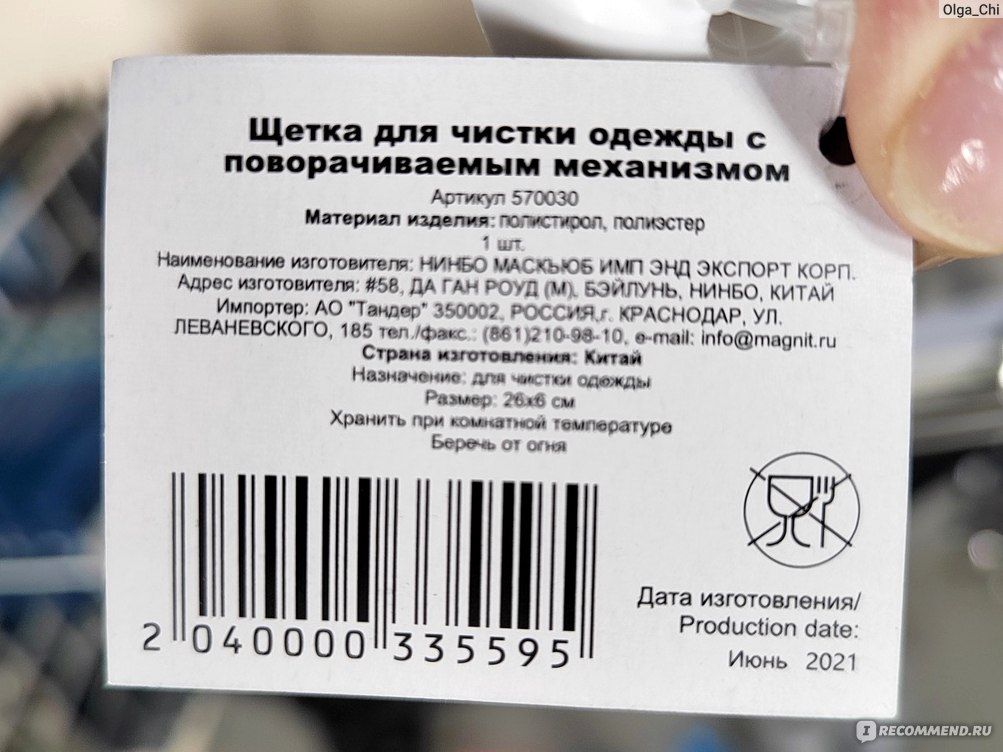 Olga_Chi
Щетка для чистки одежды с
поворачиваемым механизмом
Артикул 570030
Материал изделия: полистирол, полиэстер
1 шт.
Наименование изготовителя: НИНБО МАСКЪЮБ ИМП ЭНД ЭКСПОРТ КОРП.
Адрес изготовителя: #58, ДА ГАН РОУД (М), БЭЙЛУНЬ, НИНБО, КИТАЙ
Импортер: АО "Тандер" 350002, РОССИЯ,г. КРАСНОДАР, УЛ.
ЛЕВАНЕВСКОГО, 185 тел./факс.: (861)210-98-10, e-mail: info@magnit.ru
Страна изготовления: Китай
Назначение: для чистки одежды
Размер: 26х6 см
Хранить при комнатной температуре
Беречь от огня
2 040000 335595
Дата изготовления/
Production date:
Июнь 2021
IRECOMMEND.RU